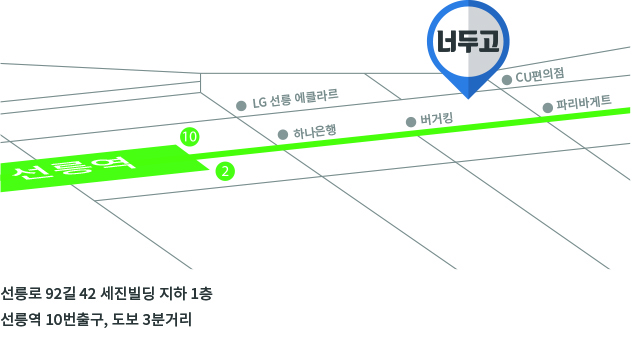 너두고
CU편의점
LG 선릉 에클라르
파리바게트
버거킹
하나은행
10
선릉역
2
선릉로 92길 42 세진빌딩 지하 1층
선릉역 10번출구, 도보 3분거리